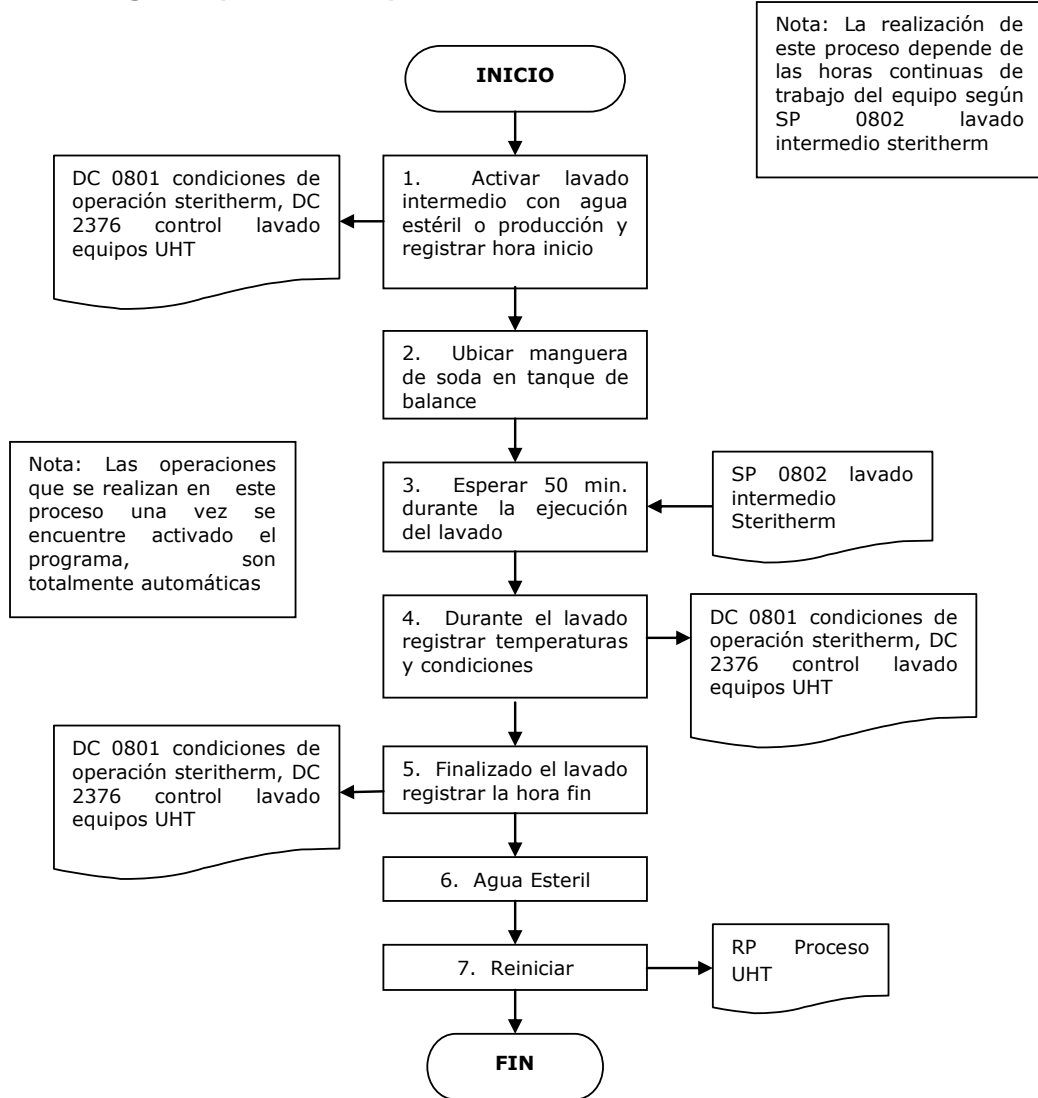 Nota: La realización de
este proceso depende de
las horas continuas de
trabajo del equipo según
SP 0802 lavado
intermedio steritherm
INICIO
DC 0801 condiciones de
operación steritherm, DC
2376 control lavado
equipos UHT
1. Activar lavado
intermedio con agua
estéril o producción y
registrar hora inicio
2. Ubicar manguera
de soda en tanque de
balance
Nota: Las operaciones
que se realizan en este
proceso una vez se
encuentre activado el
programa, son
totalmente automáticas
3. Esperar 50 min.
durante la ejecución
del lavado
SP 0802 lavado
intermedio
Steritherm
4. Durante el lavado
registrar temperaturas
y condiciones
DC 0801 condiciones de
operación steritherm, DC
2376 control lavado
equipos UHT
DC 0801 condiciones de
operación steritherm, DC
2376 control lavado
equipos UHT
5. Finalizado el lavado
registrar la hora fin
6. Agua Esteril
7. Reiniciar
RP Proceso
UHT
FIN